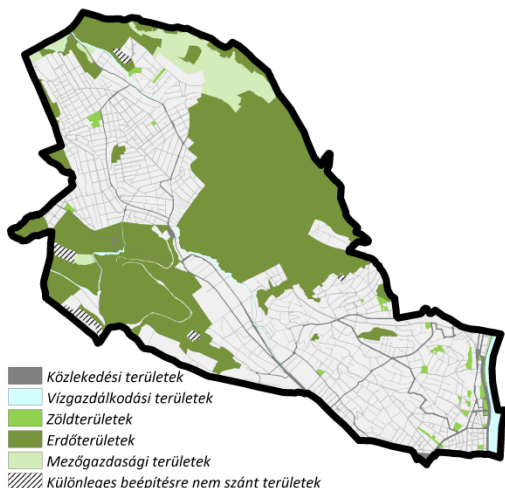 Közlekedési területek
Vízgazdálkodási területek
Zöldterületek
Erdőterületek
Mezőgazdasági területek
Különleges beépítésre nem szánt területek